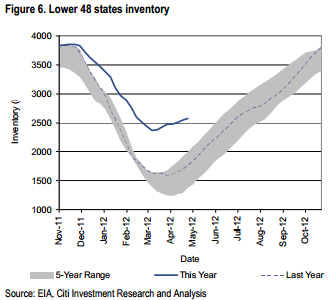 Figure 6. Lower 48 states inventory
4000
3500
3000
2500
2000
1500
1000
Inventory (
Nov-11
Dec-11
Jan-12
Feb-12
Mar-12
Apr-12
May-12
Jun-12
Jul-12
Aug-12
Sep-12
Oct-12
Date
5-Year Range
This Year
Last Year
Source: EIA, Citi Investment Research and Analysis